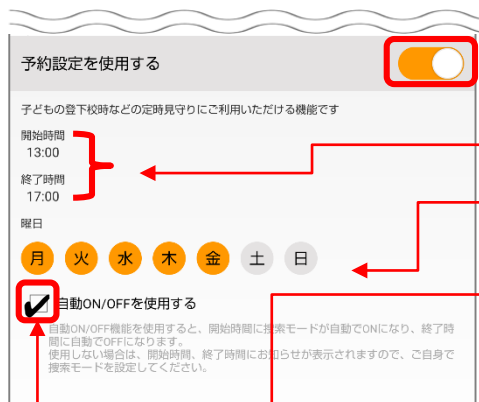 予約設定を使用する
子どもの登下校時などの定時見守りにご利用いただける機能です
開始時間
13:00
終了時間
17:00
曜日
月 火 水 木 金 土 日
自動ON/OFFを使用する
自動ON/OFF機能を使用すると、開始時間に捜索モードが自動でONになり、終了時
間に自動でOFFになります。
使用しない場合は、開始時間、終了時間にお知らせが表示されますので、ご自身で
捜索モードを設定してください。